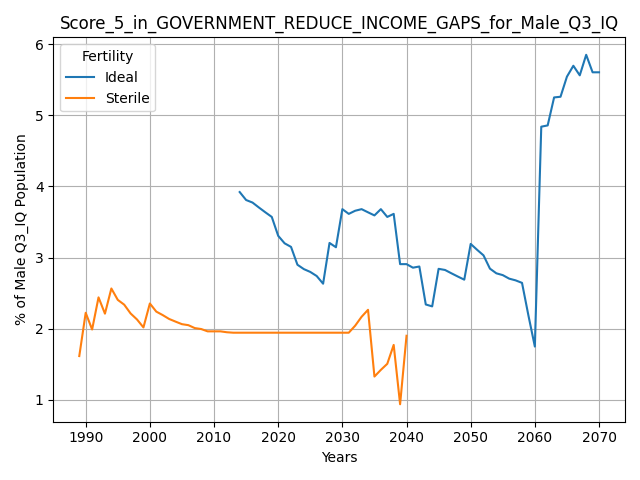 Score_5_in_GOVERNMENT_REDUCE_INCOME_GAPS_for_Male_Q3_IQ
Fertility
Ideal
Sterile
% of Male Q3_IQ Population
6
5
4
3
2
1
1990 2000 2010 2020 2030 2040 2050 2060 2070
Years